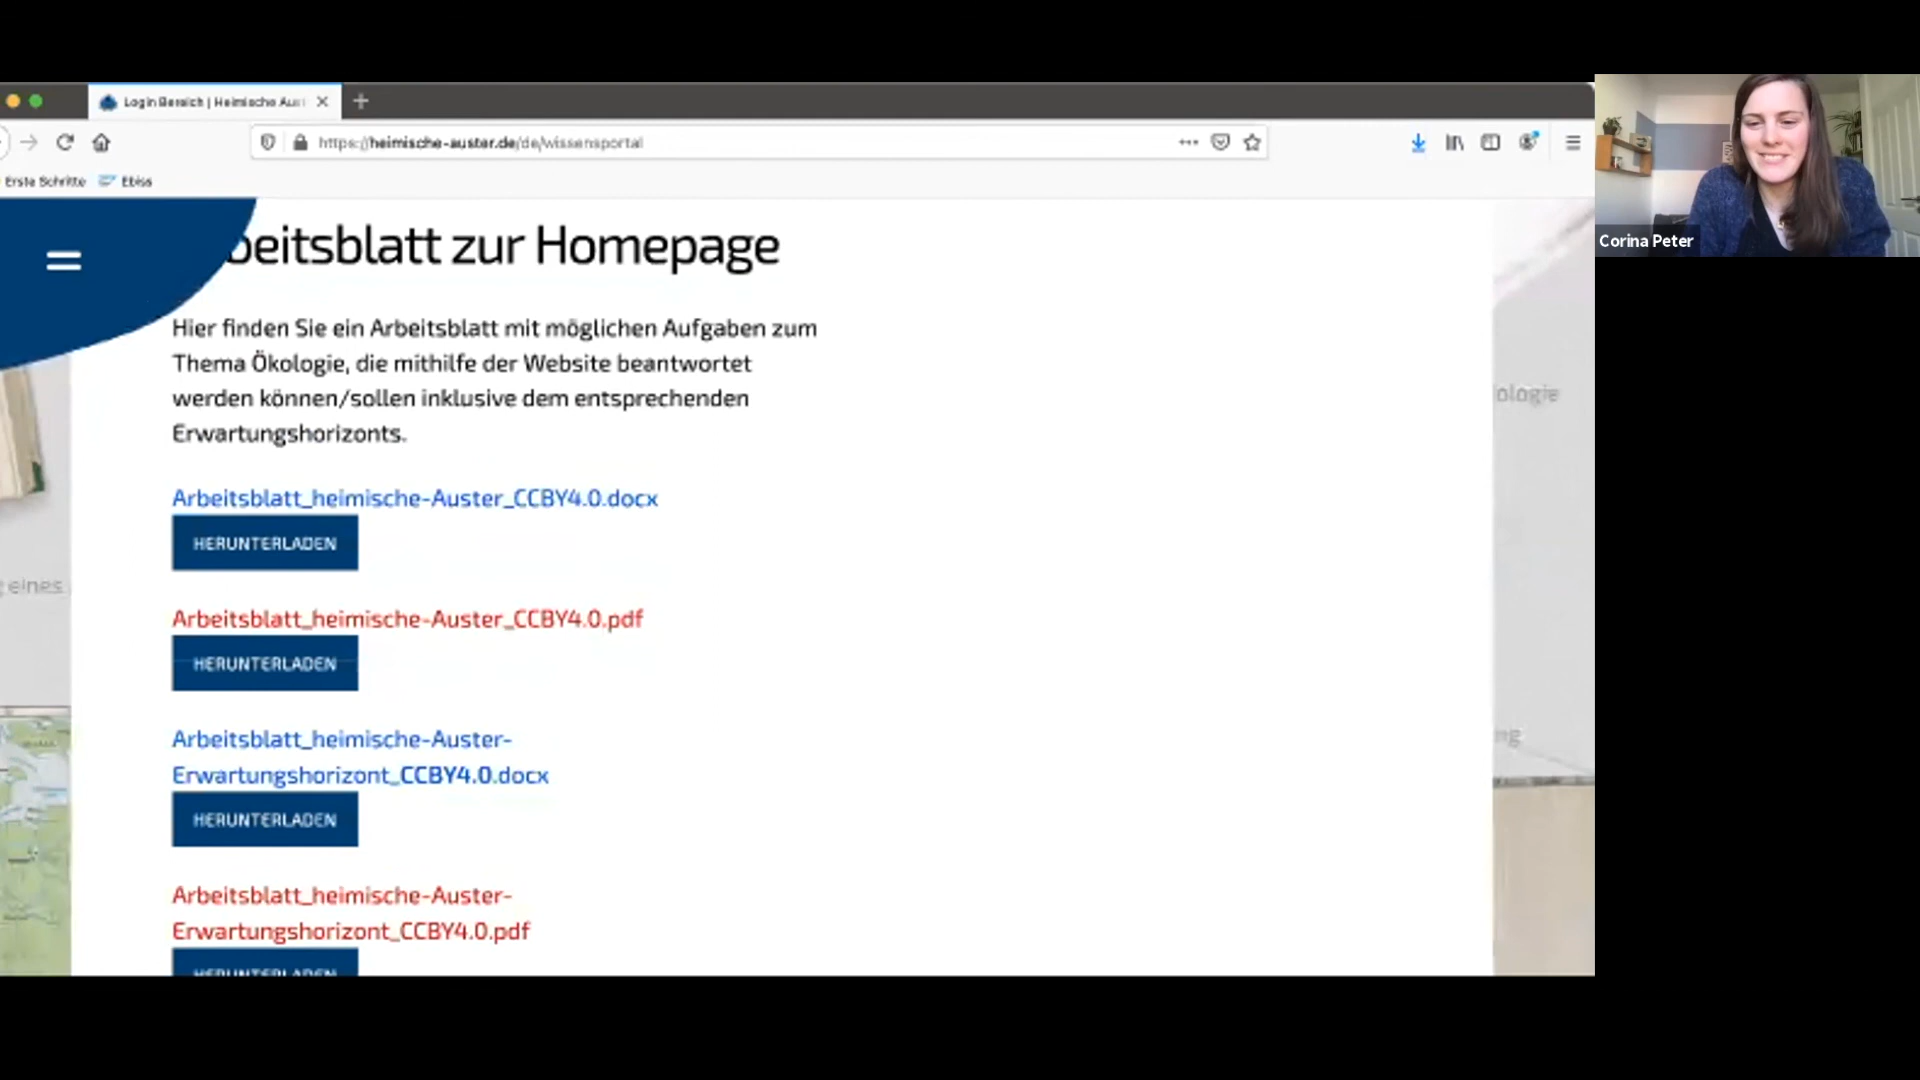 Login Bereich | Heimische Aus
https://heimische-auster.de/de/wissensportal
Erste Schritte
Ebiss
Corina Peter
beitsblatt zur Homepage
Hier finden Sie ein Arbeitsblatt mit möglichen Aufgaben zum
Thema Ökologie, die mithilfe der Website beantwortet
werden können/sollen inklusive dem entsprechenden
Erwartungshorizonts.
ologie
Arbeitsblatt_heimische-Auster_CCBY4.0.docx
HERUNTERLADEN
eines
Arbeitsblatt_heimische-Auster_CCBY4.0.pdf
HERUNTERLADEN
Arbeitsblatt_heimische-Auster-
Erwartungshorizont_CCBY4.0.docx
ng
HERUNTERLADEN
Arbeitsblatt_heimische-Auster-
Erwartungshorizont_CCBY4.0.pdf
HERUNTERLADEN